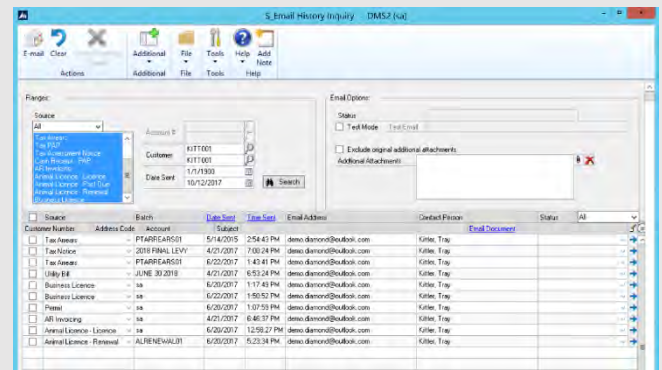 S_Email History Inquiry DMS2 (sa)
E-mail Clear Additional File Tools Help Add Note
Actions Additional File Tools Help
Ranges: Email Options:
Source Status
All Test Mode Test Email
Tax Arrears Account #
Tax PAP
Tax Assessment Notice Customer KITT001 Exclude original additional attachments
Cash Receipt - PAP KITT001 Additional Attachments
AR Invoicing
Animal Licence - Licence Date Sent 1/1/1900
Animal Licence - Past Due 10/12/2017 Search
Animal Licence - Renewal
Business Licence
Source Batch Date Sent Time Sent Email Address Contact Person Status All
Customer Number Address Code Account Subject Email Document
Tax Arrears PTARREARS01 5/14/2015 2:54:43 PM demo.diamond@outlook.com Kittler, Tray
Tax Notice 2018 FINAL LEVY 4/21/2017 7:00:24 PM demo.diamond@outlook.com Kittler, Tray
Tax Arrears PTARREARS01 6/22/2017 1:43:41 PM demo.diamond@outlook.com Kittler, Tray
Utility Bill JUNE 30 2018 4/21/2017 6:53:24 PM demo.diamond@outlook.com Kittler, Tray
Business Licence sa 6/20/2017 1:17:49 PM demo.diamond@outlook.com Kittler, Tray
Business Licence sa 6/22/2017 1:50:52 PM demo.diamond@outlook.com Kittler, Tray
Permit sa 6/20/2017 1:07:59 PM demo.diamond@outlook.com Kittler, Tray
AR Invoicing sa 4/21/2017 6:46:37 PM demo.diamond@outlook.com Kittler, Tray
Animal Licence - Licence sa 6/20/2017 12:58:27 PM demo.diamond@outlook.com Kittler, Tray
Animal Licence - Renewal ALRENEWAL01 6/20/2017 5:23:34 PM demo.diamond@outlook.com Kittler, Tray